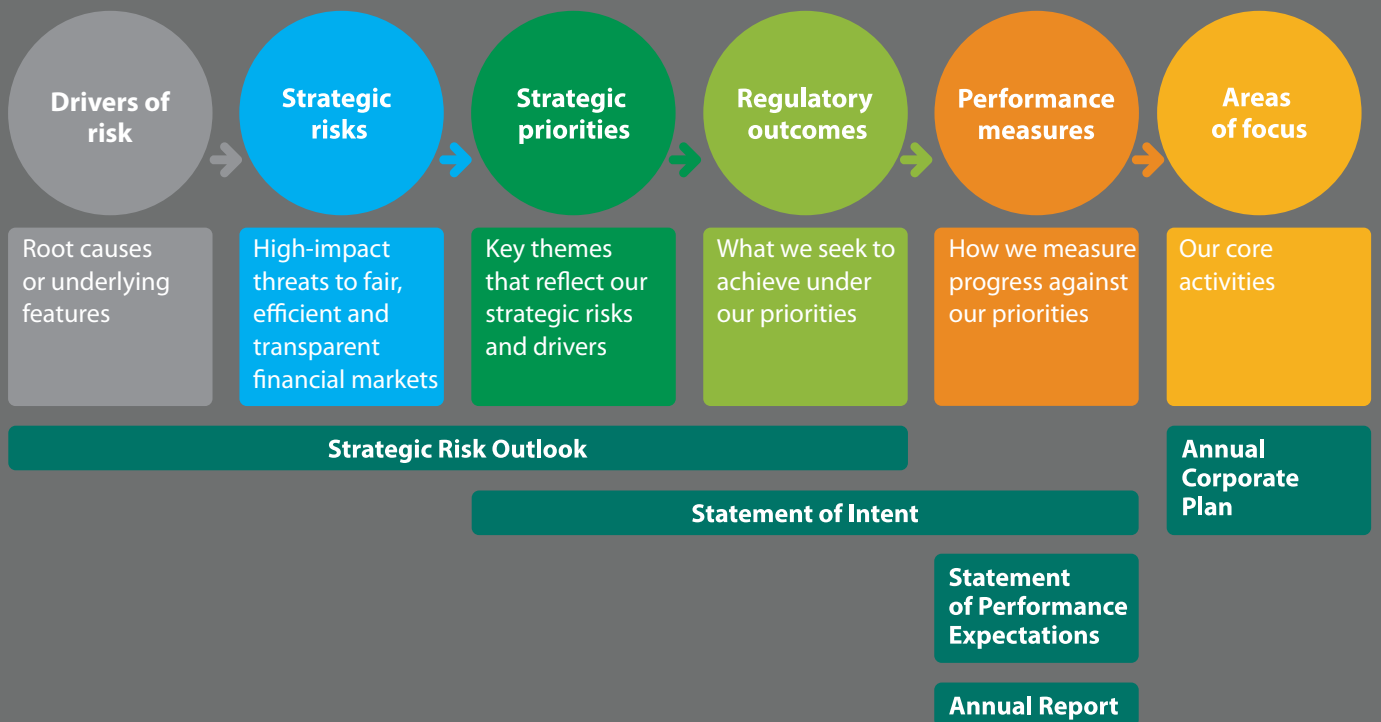 Drivers of
risk
Strategic
risks
Strategic
priorities
Regulatory
outcomes
Performance
measures
Areas
of focus
Root causes
or underlying
features
High-impact
threats to fair,
efficient and
transparent
financial markets
Key themes
that reflect our
strategic risks
and drivers
What we seek to
achieve under
our priorities
How we measure
progress against
our priorities
Our core
activities
Strategic Risk Outlook
Annual
Corporate
Plan
Statement of Intent
Statement
of Performance
Expectations
Annual Report